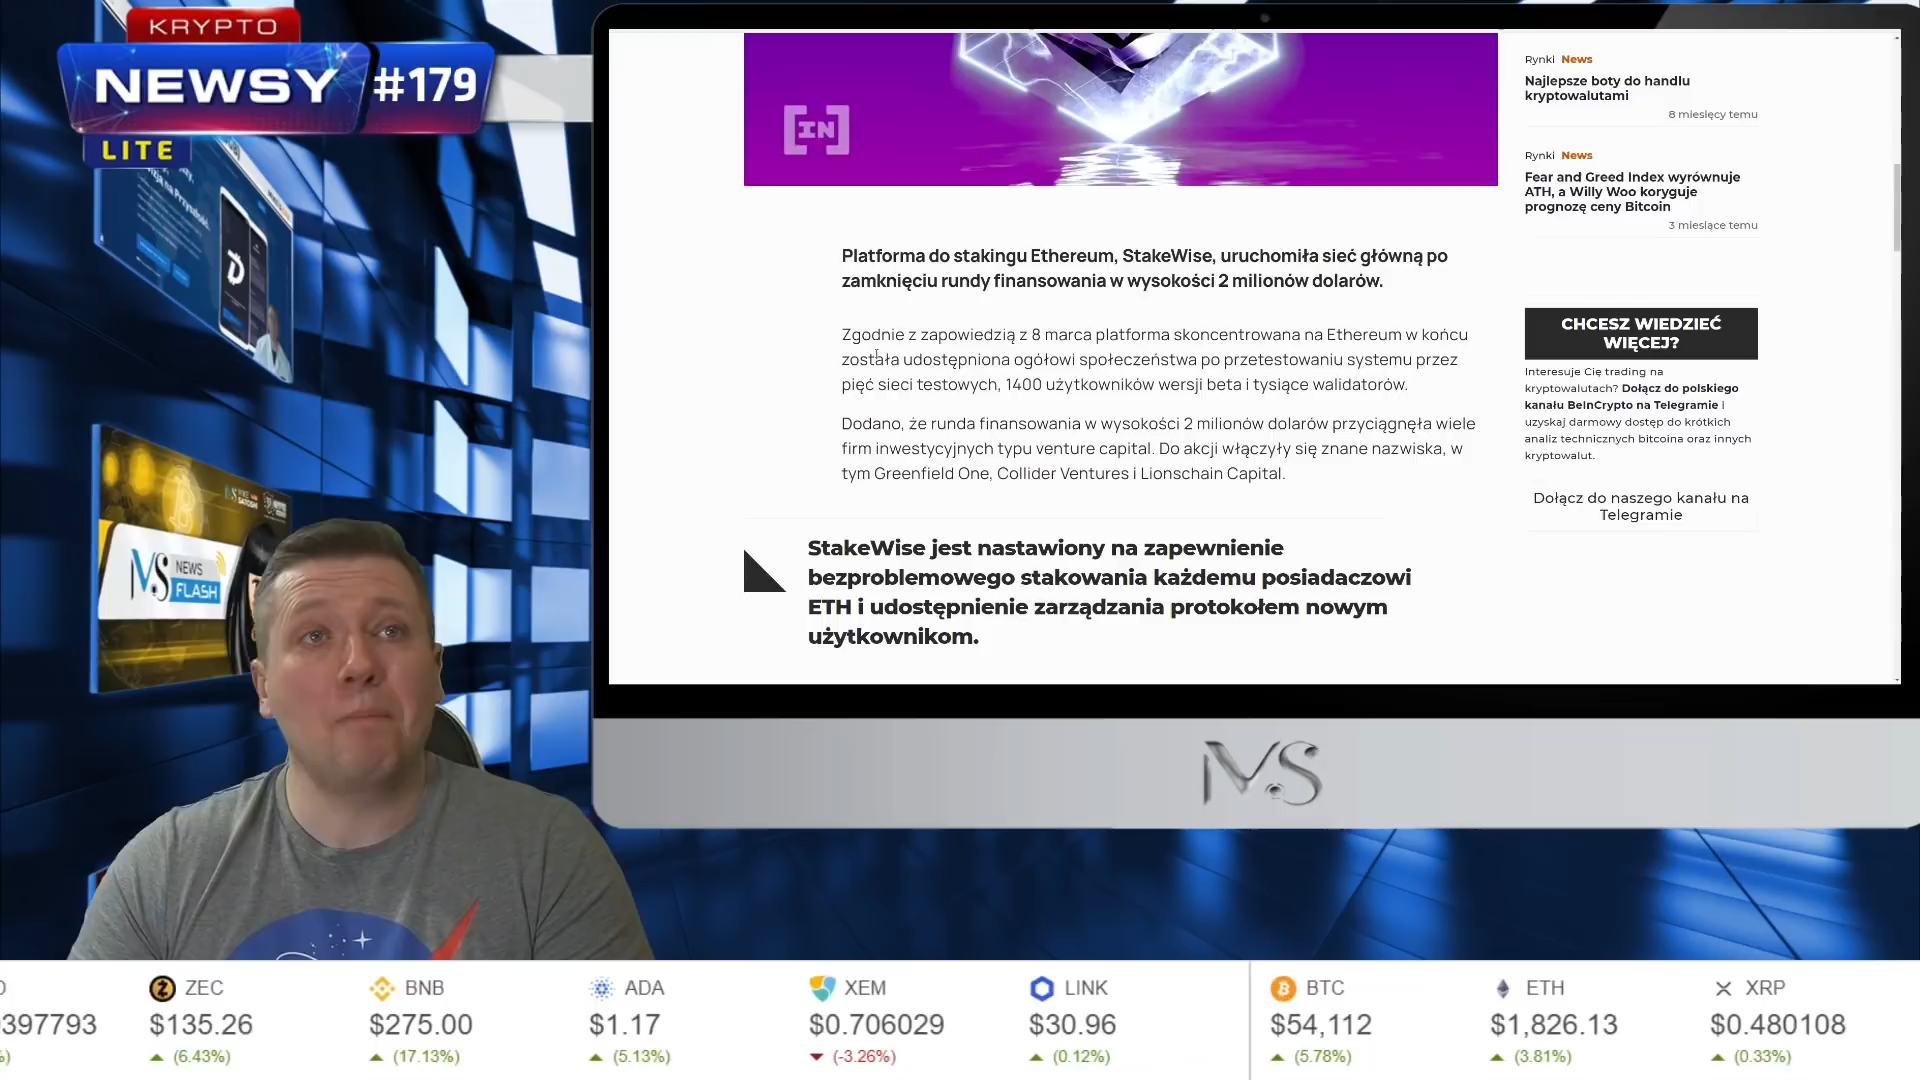 KRYPTO
NEWSY #179
LITE
NEWS
FLASH
[IN]
Platforma do stakingu Ethereum, StakeWise, uruchomiła sieć główną po
zamknięciu rundy finansowania w wysokości 2 milionów dolarów.
Zgodnie z zapowiedzią z 8 marca platforma skoncentrowana na Ethereum w końcu
została udostępniona ogółowi społeczeństwa po przetestowaniu systemu przez
pięć sieci testowych, 1400 użytkowników wersji beta i tysiące walidatorów.
Dodano, że runda finansowania w wysokości 2 milionów dolarów przyciągnęła wiele
firm inwestycyjnych typu venture capital. Do akcji włączyły się znane nazwiska, w
tym Greenfield One, Collider Ventures i Lionschain Capital.
StakeWise jest nastawiony na zapewnienie
bezproblemowego stakowania każdemu posiadaczowi
ETH i udostępnienie zarządzania protokołem nowym
użytkownikom.
Rynki News
Najlepsze boty do handlu
kryptowalutami
8 miesięcy temu
Rynki News
Fear and Greed Index wyrównuje
ATH, a Willy Woo koryguje
prognozę ceny Bitcoin
3 miesiące temu
CHCESZ WIEDZIEĆ
WIĘCEJ?
Interesuje Cię trading na
kryptowalutach? Dołącz do polskiego
kanału BeInCrypto na Telegramie i
uzyskaj darmowy dostęp do krótkich
analiz technicznych bitcoina oraz innych
kryptowalut.
Dołącz do naszego kanału na
Telegramie
MS
ZEC BNB ADA XEM LINK BTC ETH XRP
397793 $135.26 $275.00 $1.17 $0.706029 $30.96 $54,112 $1,826.13 $0.480108
(6.43%) (17.13%) (5.13%) (-3.26%) (0.12%) (5.78%) (3.81%) (0.33%)